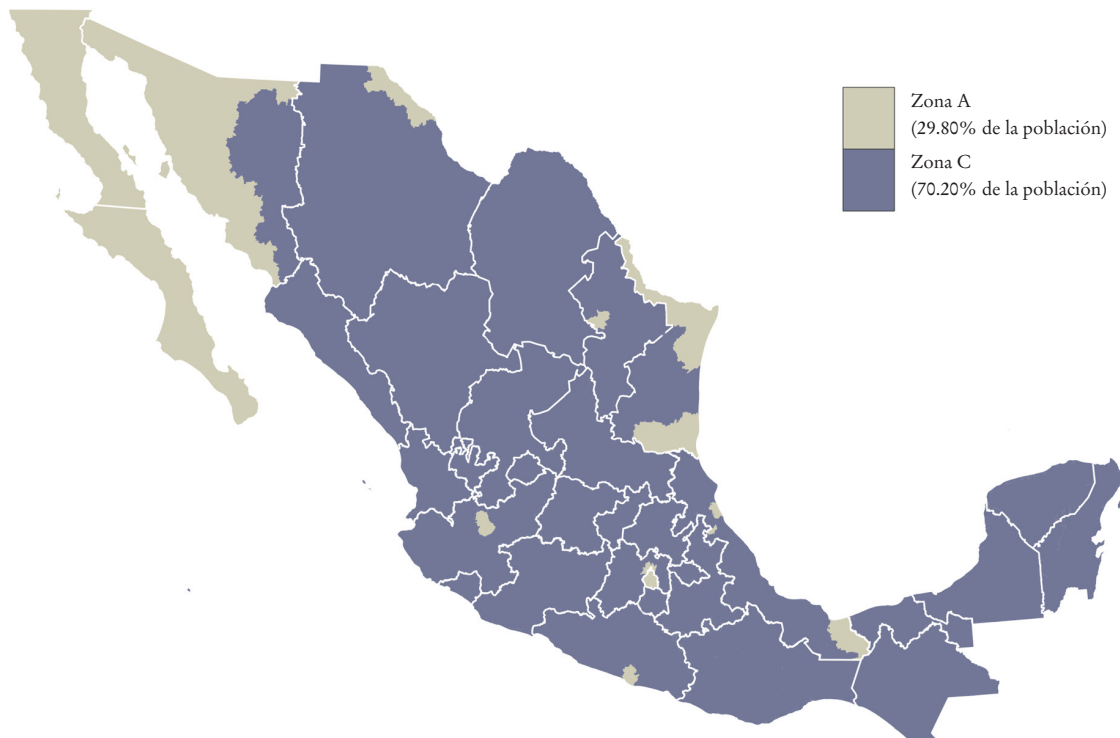 Zona A
(29.80% de la población)
Zona C
(70.20% de la población)